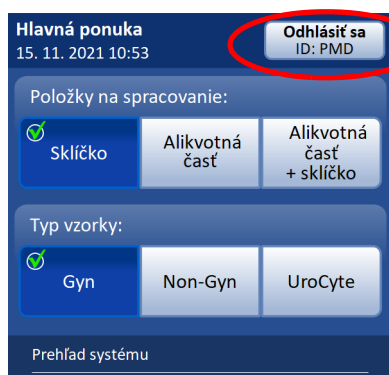 Hlavná ponuka
15. 11. 2021 10:53
Odhlásiť sa
ID: PMD
Položky na spracovanie:
Sklíčko
Alikvotná
časť
Alikvotná
časť
+ sklíčko
Typ vzorky:
Gyn
Non-Gyn
UroCyte
Prehľad systému